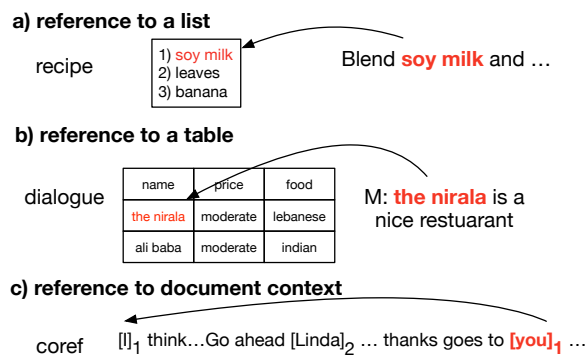 a) reference to a list
recipe
1) soy milk
2) leaves
3) banana
Blend soy milk and …
b) reference to a table
dialogue
name price food
the nirala moderate lebanese
ali baba moderate indian
M: the nirala is a
nice restuarant
c) reference to document context
coref
[I]1 think…Go ahead [Linda]2 … thanks goes to [you]1 …